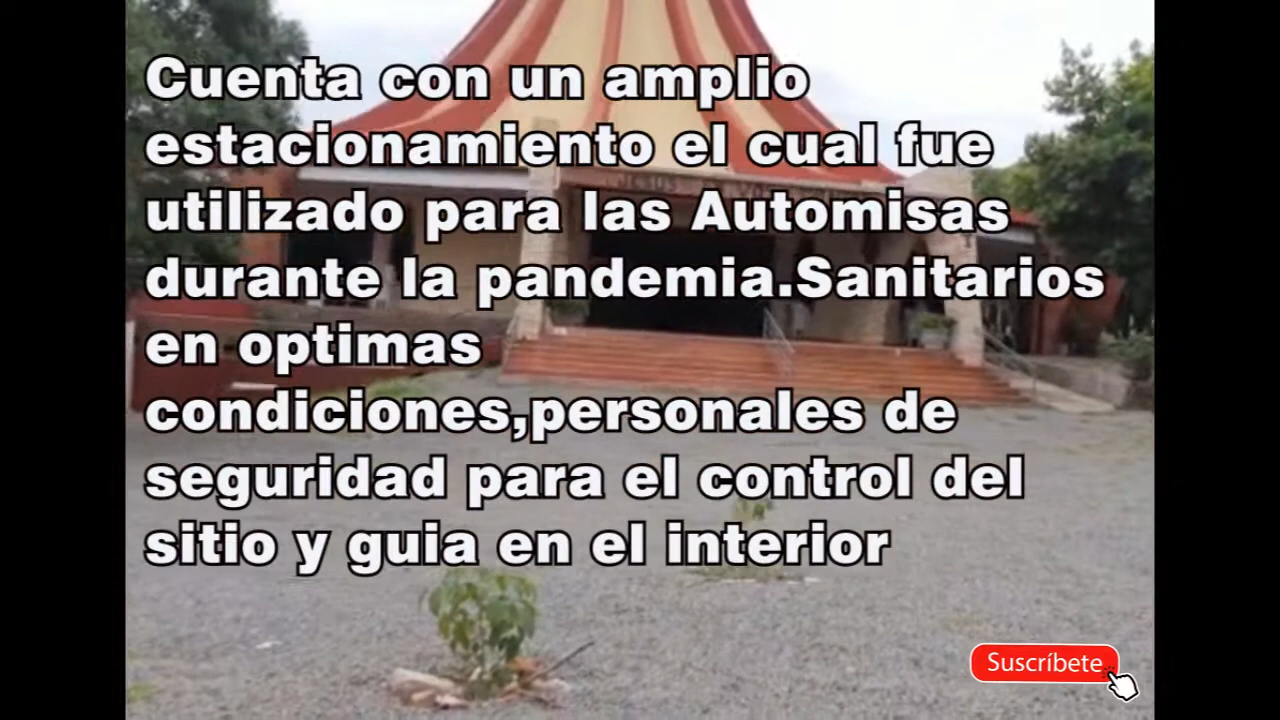 Cuenta con un amplio
estacionamiento el cual fue
utilizado para las Automisas
durante la pandemia.Sanitarios
en optimas
condiciones,personales de
seguridad para el control del
sitio y guia en el interior
JESUS
Suscríbete